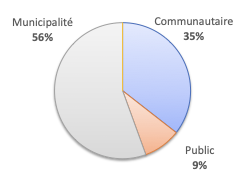 Municipalité
56%
Communautaire
35%
Public
9%